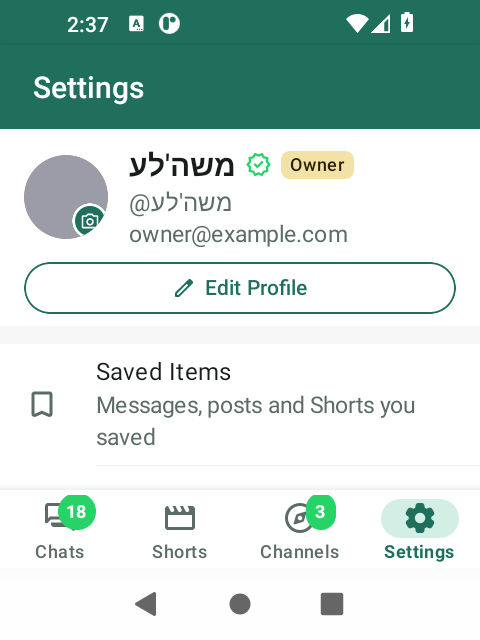 2:37
Settings
משה'לע
Owner
@משה'לע
owner@example.com
Edit Profile
Saved Items
Messages, posts and Shorts you
saved
18
3
Chats
Shorts
Channels
Settings